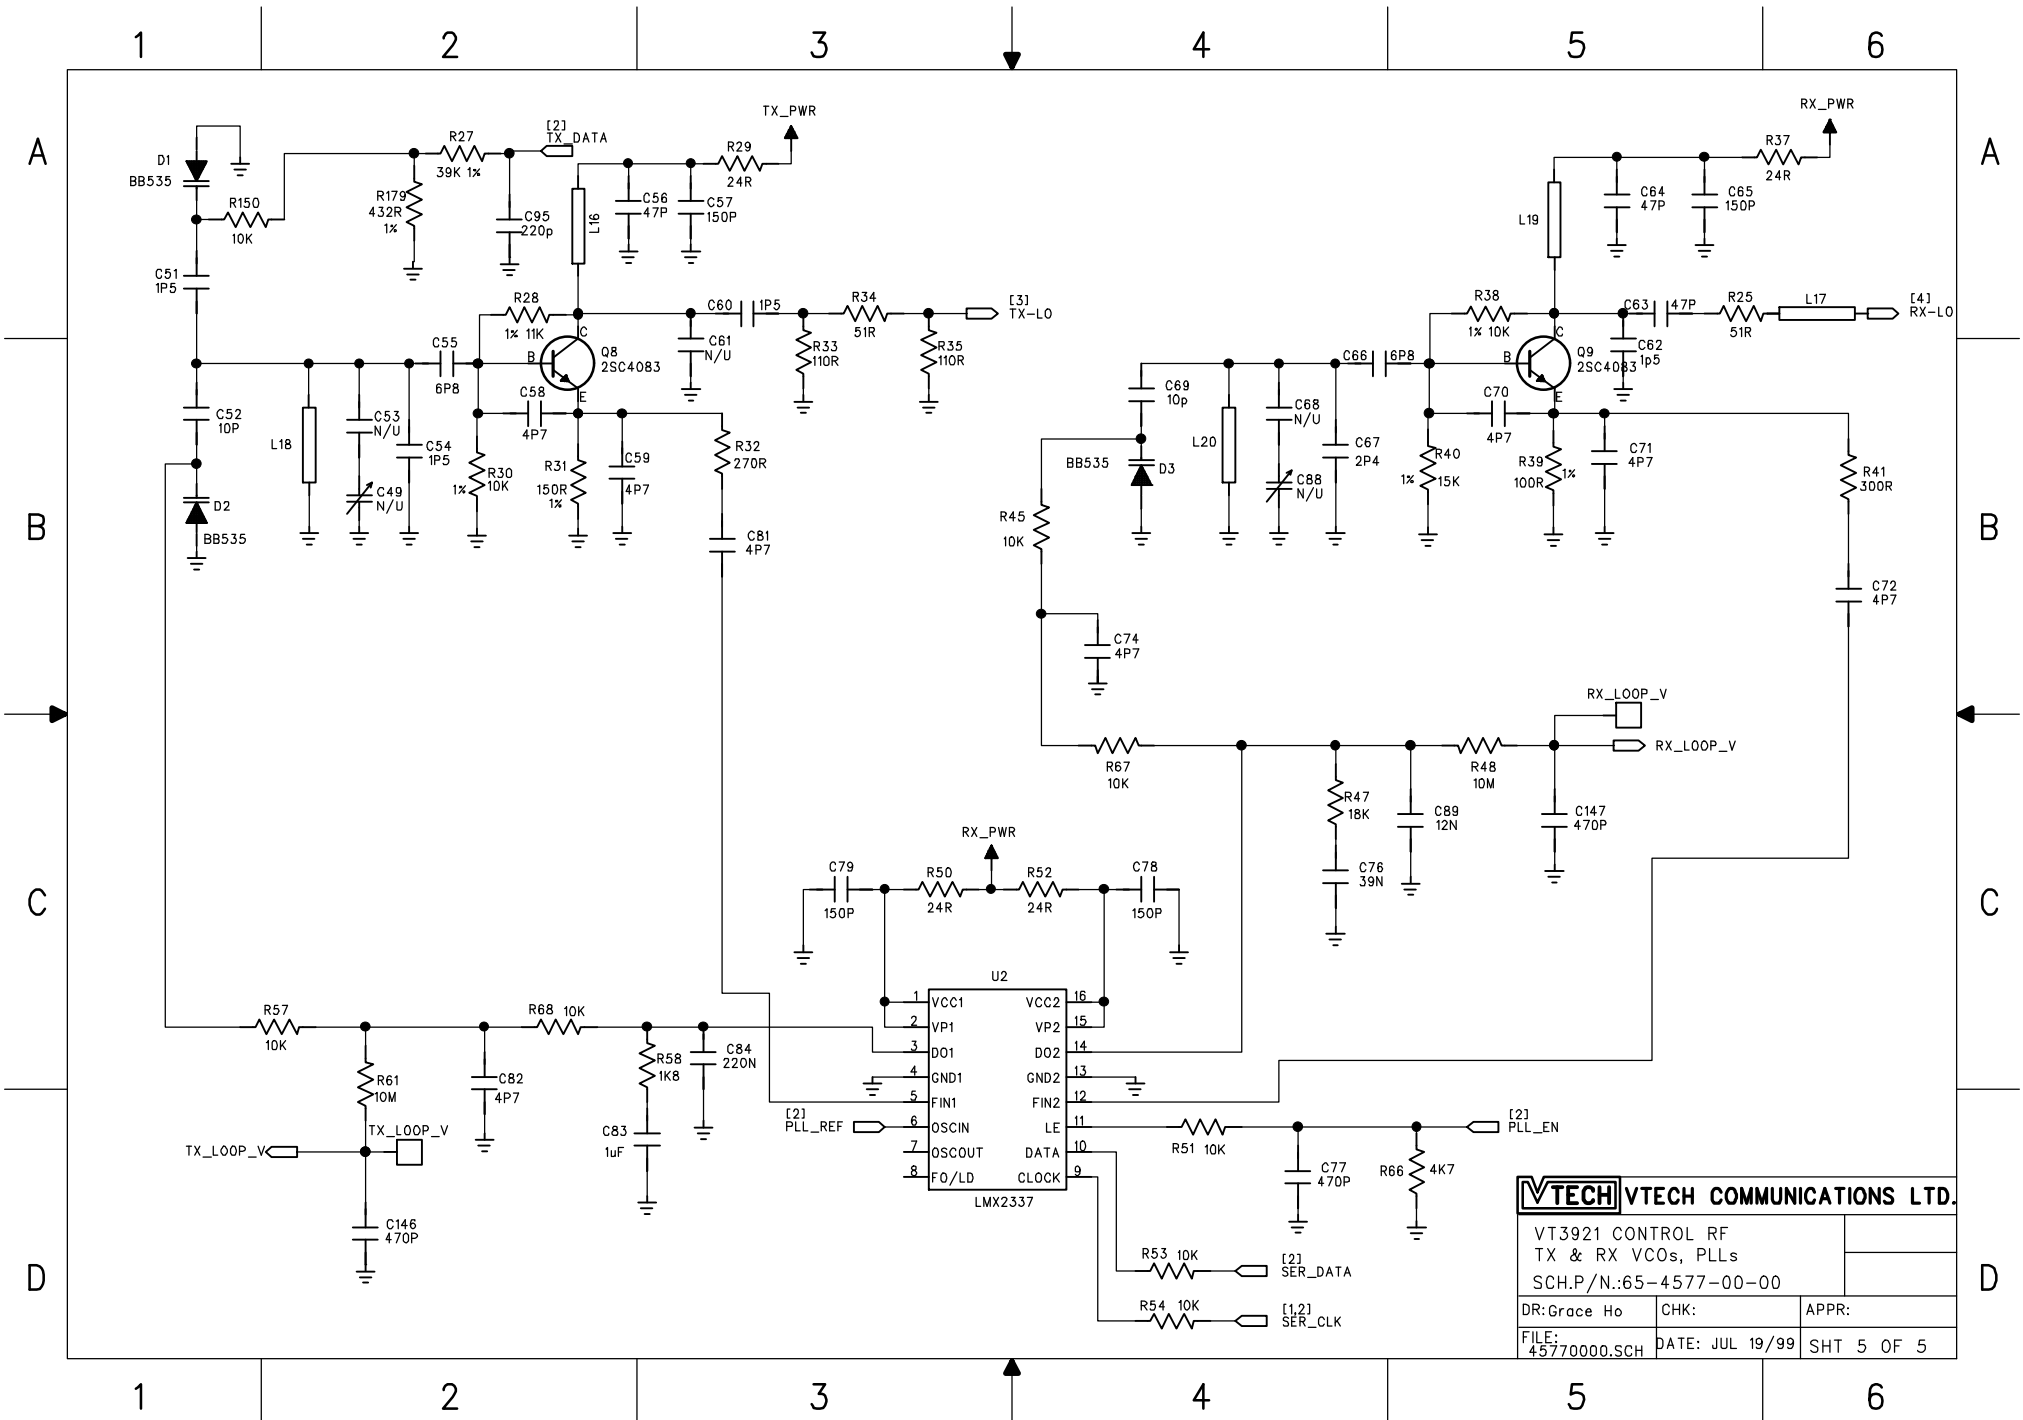 1 2 3 4 5 6
A
A
B
B
C
C
D
D
1 2 3 4 5 6
D1
BB535
R150
10K
R27
39K 1%
[2]
TX_DATA
R179
432R
1%
C95
220p
L16
C56
47P
C57
150P
R29
24R
TX_PWR
C51
1P5
R28
1% 11K
C
B
E
Q8
2SC4083
C60
1P5
C61
N/U
R34
51R
R33
110R
R35
110R
[3]
TX-LO
C55
6P8
C58
4P7
C52
10P
L18
C53
N/U
C49
N/U
C54
1P5
R30
10K
1%
R31
150R
1%
C59
4P7
R32
270R
C81
4P7
D2
BB535
RX_PWR
R37
24R
L19
C64
47P
C65
150P
R38
1% 10K
C
B
E
Q9
2SC4083
C63
47P
C62
1p5
R25
51R
L17
[4]
RX-LO
C66
6P8
C69
10p
BB535
D3
L20
C68
N/U
C88
N/U
C67
2P4
C70
4P7
R40
15K
1%
R39
100R
1%
C71
4P7
R41
300R
C72
4P7
R45
10K
C74
4P7
R67
10K
R47
18K
C76
39N
C89
12N
R48
10M
C147
470P
RX_LOOP_V
RX_LOOP_V
RX_PWR
C79
150P
R50
24R
R52
24R
C78
150P
U2
1 VCC1
2 VP1
3 DO1
4 GND1
5 FIN1
6 OSCIN
7 OSCOUT
8 FO/LD
VCC2 16
VP2 15
DO2 14
GND2 13
FIN2 12
LE 11
DATA 10
CLOCK 9
LMX2337
R57
10K
R68 10K
R61
10M
C82
4P7
R58
1K8
C84
220N
C83
1uF
TX_LOOP_V
TX_LOOP_V
C146
470P
[2]
PLL_REF
R51 10K
C77
470P
R66
4K7
[2]
PLL_EN
R53 10K
[2]
SER_DATA
R54 10K
[1,2]
SER_CLK
VTECH VTECH COMMUNICATIONS LTD.
VT3921 CONTROL RF
TX & RX VCOs, PLLs
SCH.P/N.:65-4577-00-00
DR: Grace Ho CHK: APPR:
FILE: 45770000.SCH DATE: JUL 19/99 SHT 5 OF 5